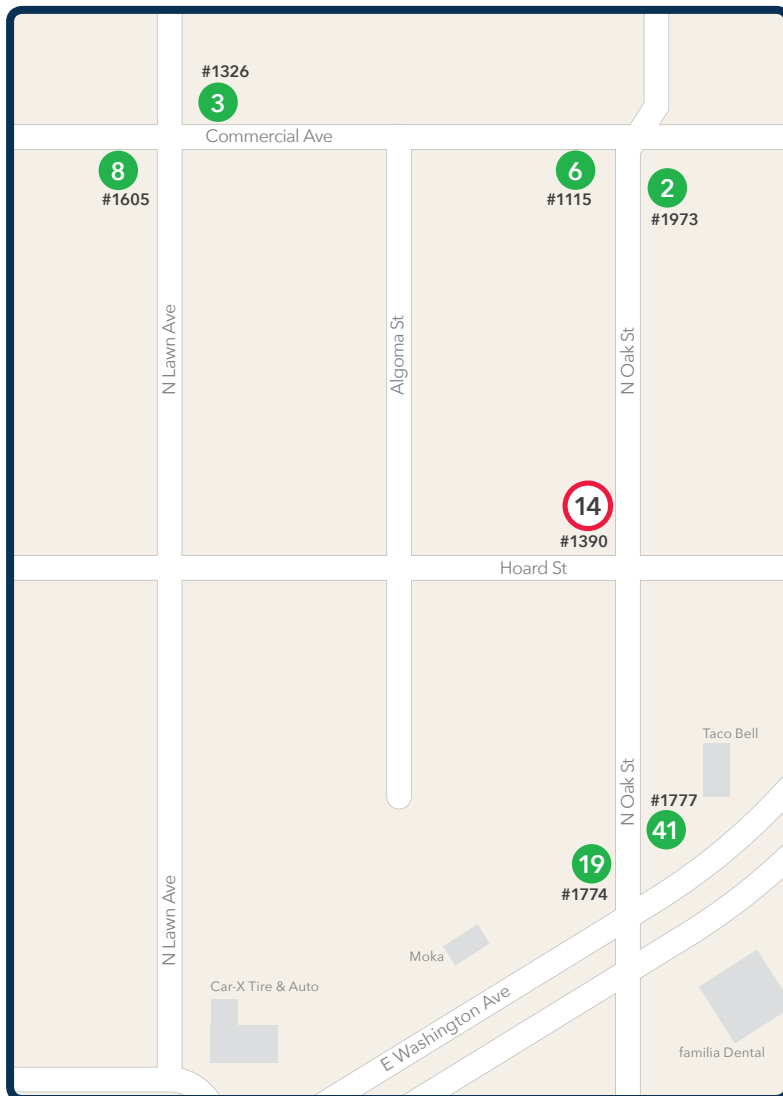 #1326
3
Commercial Ave
8
#1605
6
#1115
2
#1973
N Lawn Ave
Algoma St
N Oak St
14
#1390
Hoard St
Taco Bell
N Oak St
#1777
41
19
#1774
N Lawn Ave
Moka
Car-X Tire & Auto
E Washington Ave
familia Dental